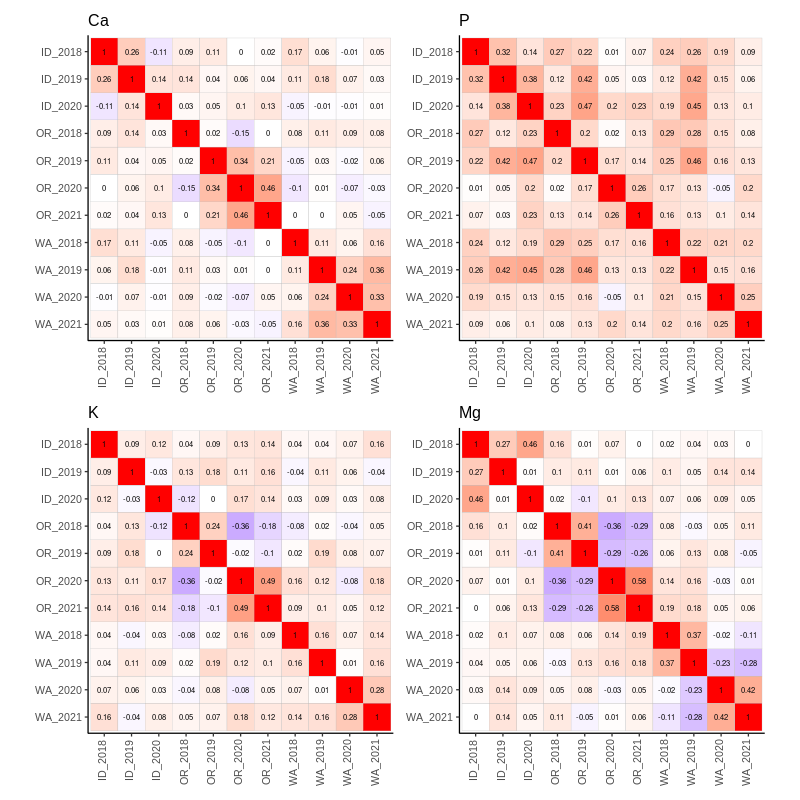 Ca
ID_2018 1 0.26 -0.11 0.09 0.11 0 0.02 0.17 0.06 -0.01 0.05
ID_2019 0.26 1 0.14 0.14 0.04 0.06 0.04 0.11 0.18 0.07 0.03
ID_2020 -0.11 0.14 1 0.03 0.05 0.1 0.13 -0.05 -0.01 -0.01 0.01
OR_2018 0.09 0.14 0.03 1 0.02 -0.15 0 0.08 0.11 0.09 0.08
OR_2019 0.11 0.04 0.05 0.02 1 0.34 0.21 -0.05 0.03 -0.02 0.06
OR_2020 0 0.06 0.1 -0.15 0.34 1 0.46 -0.1 0.01 -0.07 -0.03
OR_2021 0.02 0.04 0.13 0 0.21 0.46 1 0 0 0.05 -0.05
WA_2018 0.17 0.11 -0.05 0.08 -0.05 -0.1 0 1 0.11 0.06 0.16
WA_2019 0.06 0.18 -0.01 0.11 0.03 0.01 0 0.11 1 0.24 0.36
WA_2020 -0.01 0.07 -0.01 0.09 -0.02 -0.07 0.05 0.06 0.24 1 0.33
WA_2021 0.05 0.03 0.01 0.08 0.06 -0.03 -0.05 0.16 0.36 0.33 1
ID_2018 ID_2019 ID_2020 OR_2018 OR_2019 OR_2020 OR_2021 WA_2018 WA_2019 WA_2020 WA_2021
P
ID_2018 1 0.32 0.14 0.27 0.22 0.01 0.07 0.24 0.26 0.19 0.09
ID_2019 0.32 1 0.38 0.12 0.42 0.05 0.03 0.12 0.42 0.15 0.06
ID_2020 0.14 0.38 1 0.23 0.47 0.2 0.23 0.19 0.45 0.13 0.1
OR_2018 0.27 0.12 0.23 1 0.2 0.02 0.13 0.29 0.28 0.15 0.08
OR_2019 0.22 0.42 0.47 0.2 1 0.17 0.14 0.25 0.46 0.16 0.13
OR_2020 0.01 0.05 0.2 0.02 0.17 1 0.26 0.17 0.13 -0.05 0.2
OR_2021 0.07 0.03 0.23 0.13 0.14 0.26 1 0.16 0.13 0.1 0.14
WA_2018 0.24 0.12 0.19 0.29 0.25 0.17 0.16 1 0.22 0.21 0.2
WA_2019 0.26 0.42 0.45 0.28 0.46 0.13 0.13 0.22 1 0.15 0.16
WA_2020 0.19 0.15 0.13 0.15 0.16 -0.05 0.1 0.21 0.15 1 0.25
WA_2021 0.09 0.06 0.1 0.08 0.13 0.2 0.14 0.2 0.16 0.25 1
ID_2018 ID_2019 ID_2020 OR_2018 OR_2019 OR_2020 OR_2021 WA_2018 WA_2019 WA_2020 WA_2021
K
ID_2018 1 0.09 0.12 0.04 0.09 0.13 0.14 0.04 0.04 0.07 0.16
ID_2019 0.09 1 -0.03 0.13 0.18 0.11 0.16 -0.04 0.11 0.06 -0.04
ID_2020 0.12 -0.03 1 -0.12 0 0.17 0.14 0.03 0.09 0.03 0.08
OR_2018 0.04 0.13 -0.12 1 0.24 -0.36 -0.18 -0.08 0.02 -0.04 0.05
OR_2019 0.09 0.18 0 0.24 1 -0.02 -0.1 0.02 0.19 0.08 0.07
OR_2020 0.13 0.11 0.17 -0.36 -0.02 1 0.49 0.16 0.12 -0.08 0.18
OR_2021 0.14 0.16 0.14 -0.18 -0.1 0.49 1 0.09 0.1 0.05 0.12
WA_2018 0.04 -0.04 0.03 -0.08 0.02 0.16 0.09 1 0.16 0.07 0.14
WA_2019 0.04 0.11 0.09 0.02 0.19 0.12 0.1 0.16 1 0.01 0.16
WA_2020 0.07 0.06 0.03 -0.04 0.08 -0.08 0.05 0.07 0.01 1 0.28
WA_2021 0.16 -0.04 0.08 0.05 0.07 0.18 0.12 0.14 0.16 0.28 1
ID_2018 ID_2019 ID_2020 OR_2018 OR_2019 OR_2020 OR_2021 WA_2018 WA_2019 WA_2020 WA_2021
Mg
ID_2018 1 0.27 0.46 0.16 0.01 0.07 0 0.02 0.04 0.03 0
ID_2019 0.27 1 0.01 0.1 0.11 0.01 0.06 0.1 0.05 0.14 0.14
ID_2020 0.46 0.01 1 0.02 -0.1 0.1 0.13 0.07 0.06 0.09 0.05
OR_2018 0.16 0.1 0.02 1 0.41 -0.36 -0.29 0.08 -0.03 0.05 0.11
OR_2019 0.01 0.11 -0.1 0.41 1 -0.29 -0.26 0.06 0.13 0.08 -0.05
OR_2020 0.07 0.01 0.1 -0.36 -0.29 1 0.58 0.14 0.16 -0.03 0.01
OR_2021 0 0.06 0.13 -0.29 -0.26 0.58 1 0.19 0.18 0.05 0.06
WA_2018 0.02 0.1 0.07 0.08 0.06 0.14 0.19 1 0.37 -0.02 -0.11
WA_2019 0.04 0.05 0.06 -0.03 0.13 0.16 0.18 0.37 1 -0.23 -0.28
WA_2020 0.03 0.14 0.09 0.05 0.08 -0.03 0.05 -0.02 -0.23 1 0.42
WA_2021 0 0.14 0.05 0.11 -0.05 0.01 0.06 -0.11 -0.28 0.42 1
ID_2018 ID_2019 ID_2020 OR_2018 OR_2019 OR_2020 OR_2021 WA_2018 WA_2019 WA_2020 WA_2021